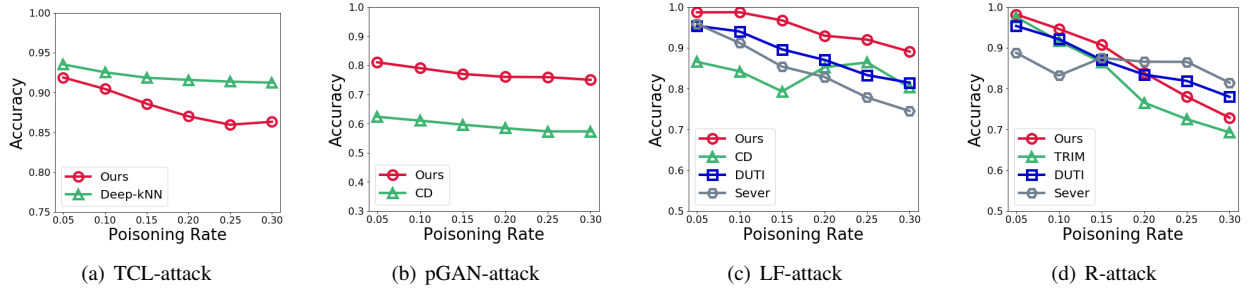 Accuracy
1.00
0.95
0.90
0.85
0.80
0.75
Ours
Deep-kNN
0.05 0.10 0.15 0.20 0.25 0.30
Poisoning Rate
(a) TCL-attack
Accuracy
1.0
0.9
0.8
0.7
0.6
0.5
0.4
0.3
Ours
CD
0.05 0.10 0.15 0.20 0.25 0.30
Poisoning Rate
(b) pGAN-attack
Accuracy
1.0
0.9
0.8
0.7
0.6
0.5
Ours
CD
DUTI
Sever
0.05 0.10 0.15 0.20 0.25 0.30
Poisoning Rate
(c) LF-attack
Accuracy
1.0
0.9
0.8
0.7
0.6
0.5
Ours
TRIM
DUTI
Sever
0.05 0.10 0.15 0.20 0.25 0.30
Poisoning Rate
(d) R-attack